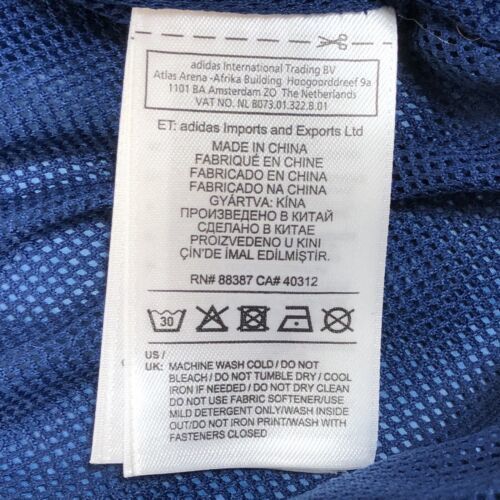 adidas International Trading BV
Atlas Arena -Afrika Building Hoogoorddreef 9a
1101 BA Amsterdam ZO The Netherlands
VAT NO. NL 8073.01.322.B.01
ET: adidas Imports and Exports Ltd
MADE IN CHINA
FABRIQUÉ EN CHINE
FABRICADO EN CHINA
FABRICADO NA CHINA
GYÁRTVA: KÍNA
ПРОИЗВЕДЕНО В КИТАЙ
СДЕЛАНО В КИТАЕ
PROIZVEDENO U KINI
ÇİN'DE İMAL EDİLMİŞTİR.
RN# 88387 CA# 40312
30
US /
UK: MACHINE WASH COLD / DO NOT
BLEACH / DO NOT TUMBLE DRY / COOL
IRON IF NEEDED / DO NOT DRY CLEAN
DO NOT USE FABRIC SOFTENER/USE
MILD DETERGENT ONLY/WASH INSIDE
OUT/DO NOT IRON PRINT/WASH WITH
FASTENERS CLOSED